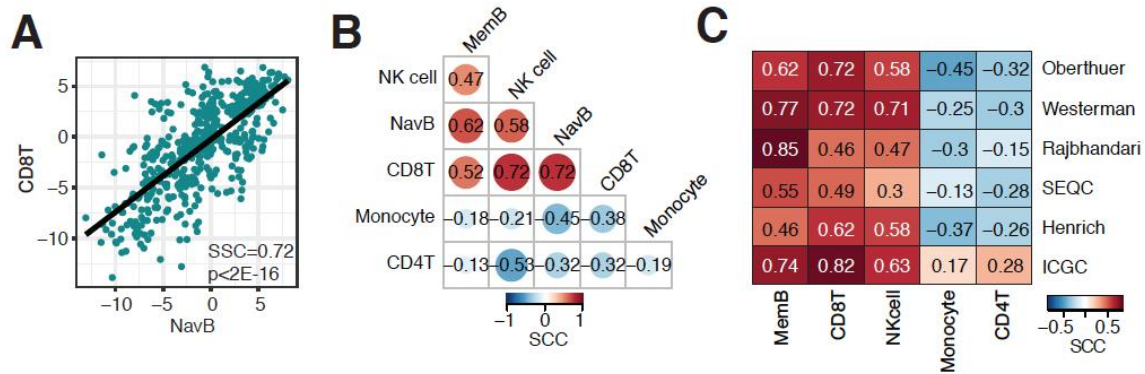 A
CD8T
5
0
−5
−10
SSC=0.72
p<2E-16
−10 −5 0 5
NavB
B
MemB
NK cell 0.47 NK cell
NavB 0.62 0.58 NavB
CD8T 0.52 0.72 0.72 CD8T
Monocyte −0.18 −0.21 −0.45 −0.38 Monocyte
CD4T −0.13 −0.53 −0.32 −0.32 −0.19
−1 0 1
SCC
C
0.62 0.72 0.58 −0.45 −0.32 Oberthuer
0.77 0.72 0.71 −0.25 −0.3 Westerman
0.85 0.46 0.47 −0.3 −0.15 Rajbhandari
0.55 0.49 0.3 −0.13 −0.28 SEQC
0.46 0.62 0.58 −0.37 −0.26 Henrich
0.74 0.82 0.63 0.17 0.28 ICGC
MemB CD8T NKcell Monocyte CD4T
−0.5 0.5
SCC